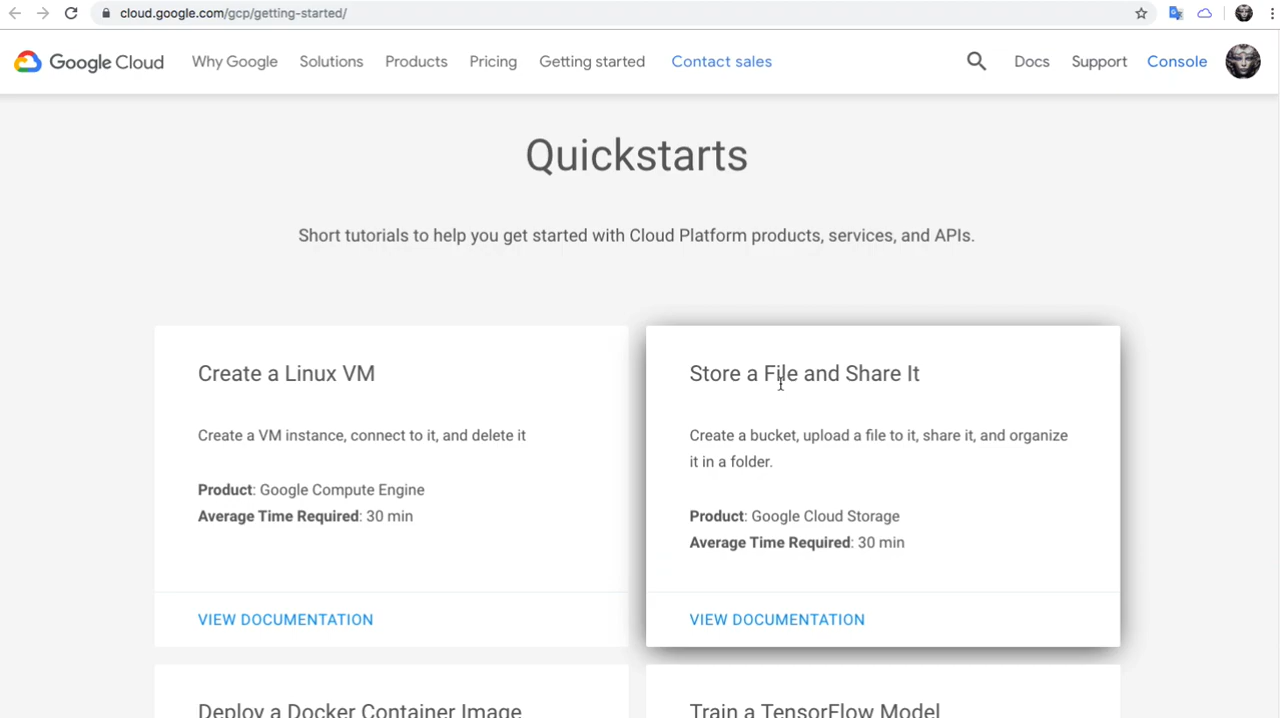 cloud.google.com/gcp/getting-started/
Google Cloud Why Google Solutions Products Pricing Getting started Contact sales Docs Support Console
Quickstarts
Short tutorials to help you get started with Cloud Platform products, services, and APIs.
Create a Linux VM
Create a VM instance, connect to it, and delete it
Product: Google Compute Engine
Average Time Required: 30 min
VIEW DOCUMENTATION
Store a File and Share It
Create a bucket, upload a file to it, share it, and organize
it in a folder.
Product: Google Cloud Storage
Average Time Required: 30 min
VIEW DOCUMENTATION
Deploy a Docker Container Image
Train a TensorFlow Model